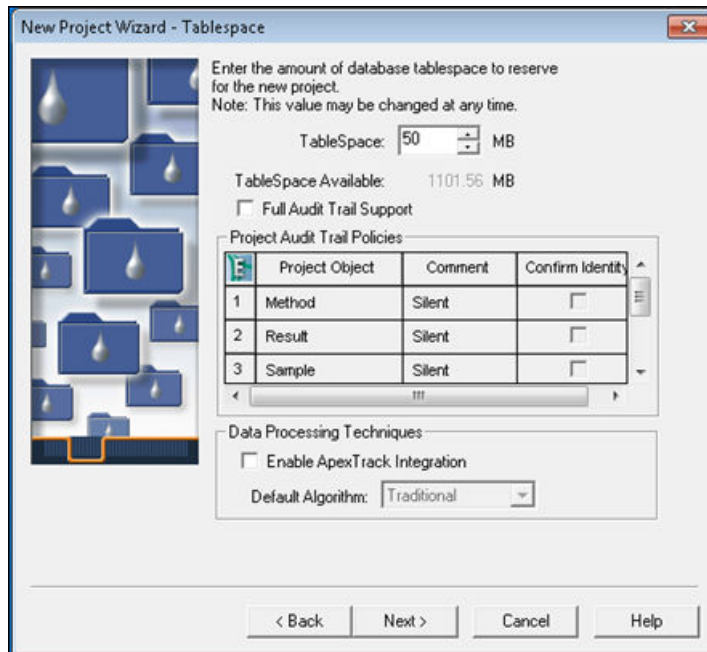 New Project Wizard - Tablespace
Enter the amount of database tablespace to reserve
for the new project.
Note: This value may be changed at any time.
TableSpace: 50 MB
TableSpace Available: 1101.56 MB
Full Audit Trail Support
Project Audit Trail Policies
Project Object Comment Confirm Identity
1 Method Silent
2 Result Silent
3 Sample Silent
Data Processing Techniques
Enable ApexTrack Integration
Default Algorithm: Traditional
< Back Next > Cancel Help